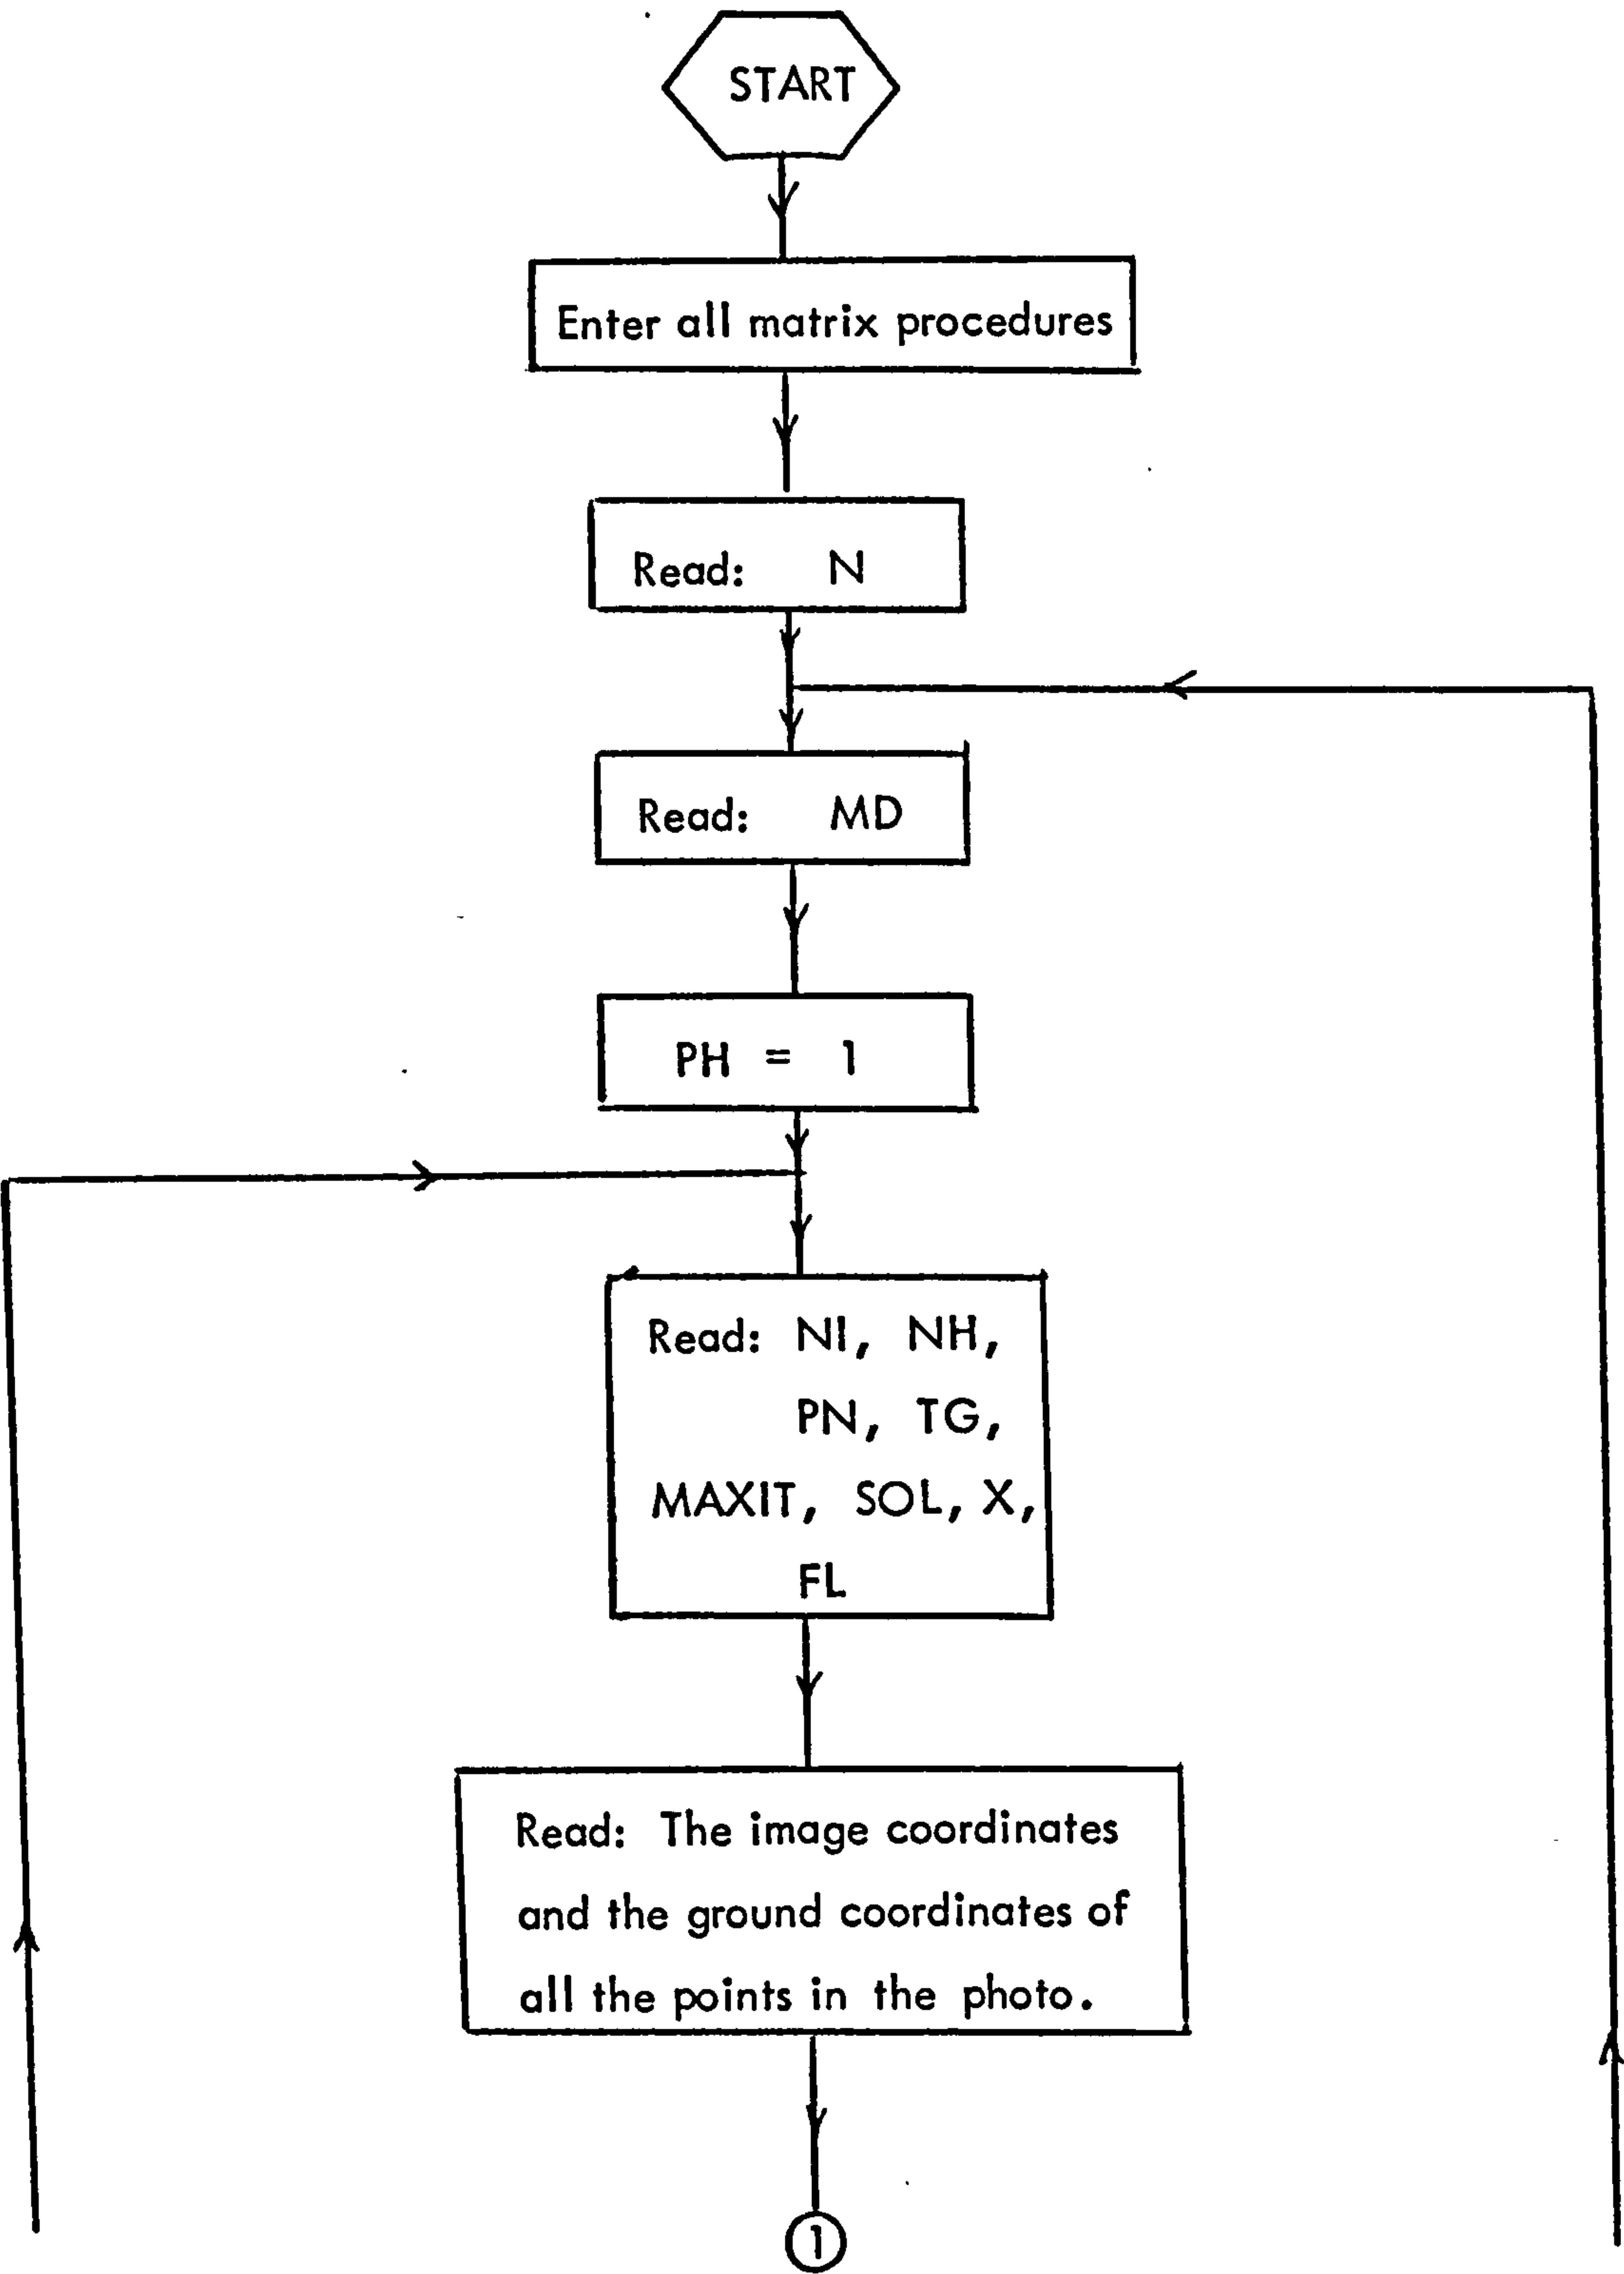 START
Enter all matrix procedures
Read: N
Read: MD
PH = 1
Read: NI, NH,
PN, TG,
MAXIT, SOL, X,
FL
Read: The image coordinates
and the ground coordinates of
all the points in the photo.
1